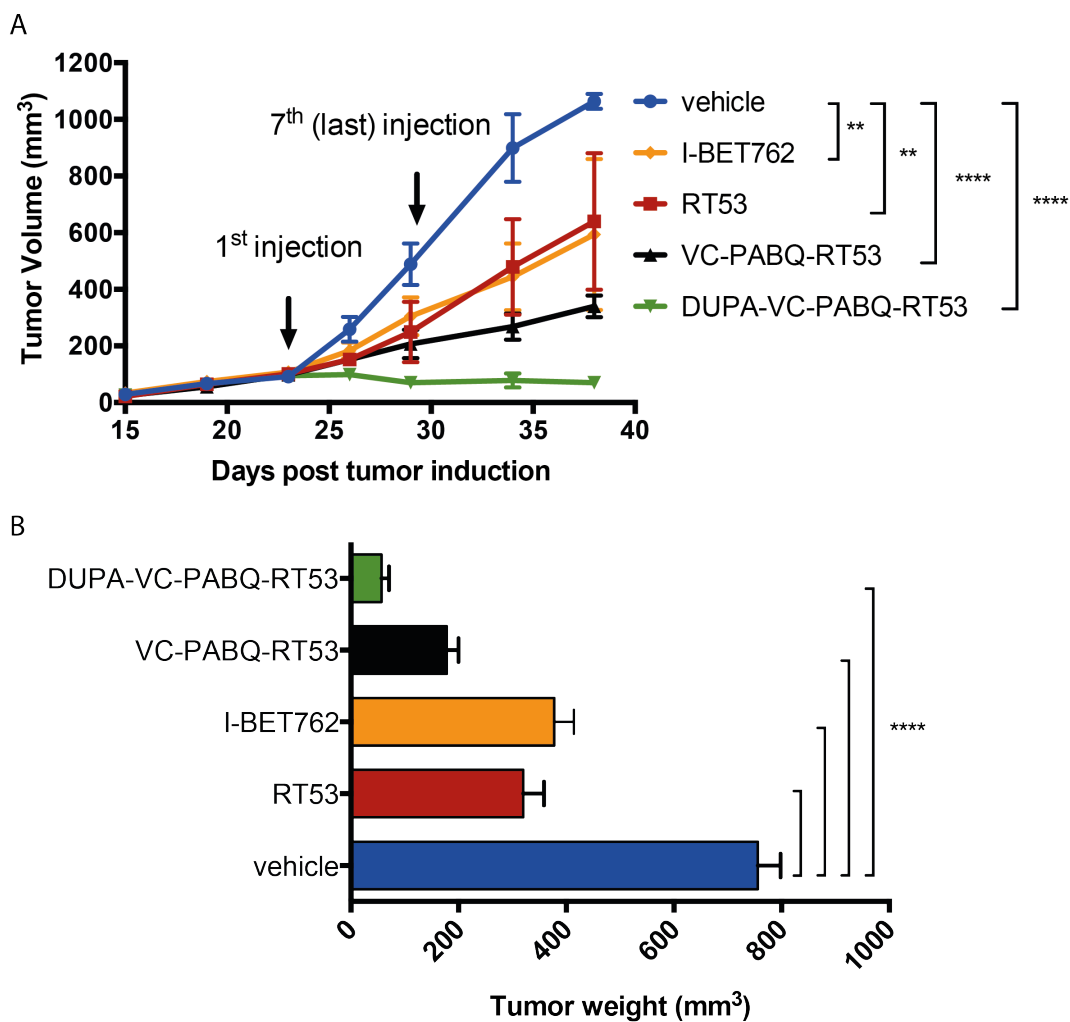 A
1200
1000
800
600
400
200
0
Tumor Volume (mm³)
7th (last) injection
1st injection
15
20
25
30
35
40
Days post tumor induction
vehicle
I-BET762
RT53
VC-PABQ-RT53
DUPA-VC-PABQ-RT53
**
**
****
****
B
DUPA-VC-PABQ-RT53
VC-PABQ-RT53
I-BET762
RT53
vehicle
****
0
200
400
600
800
1000
Tumor weight (mm³)